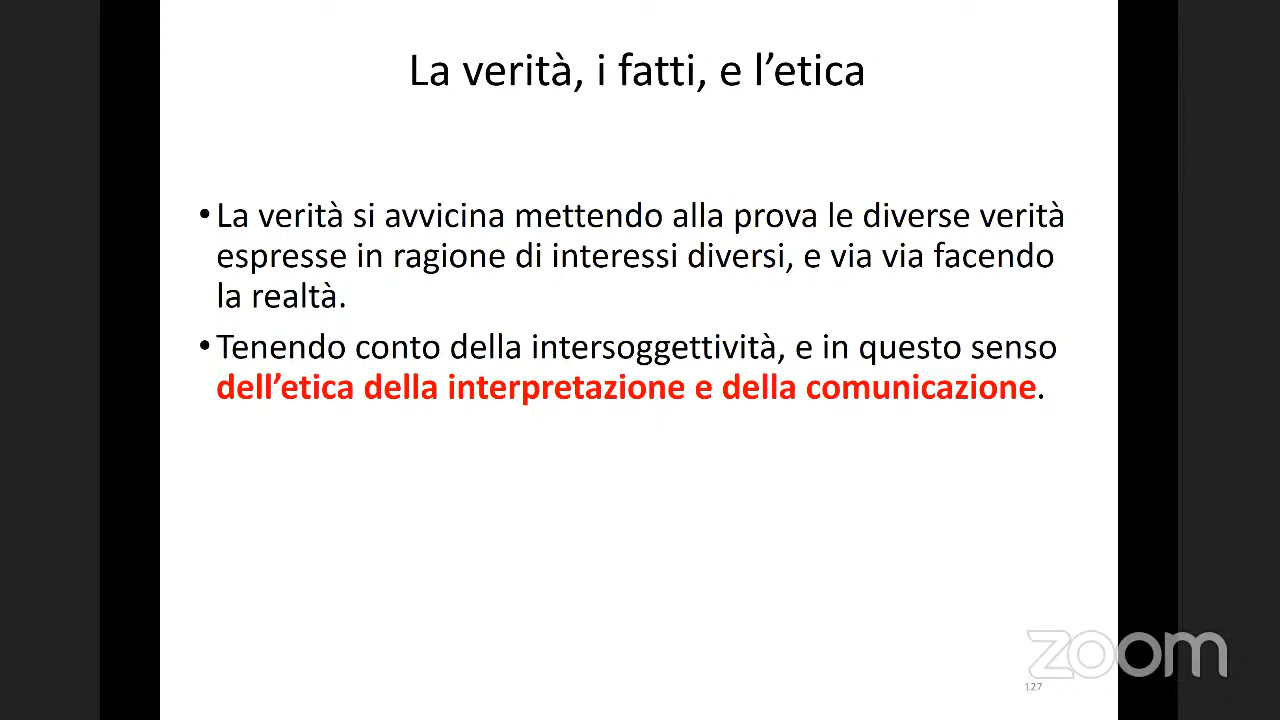 La verità, i fatti, e l’etica
• La verità si avvicina mettendo alla prova le diverse verità
espresse in ragione di interessi diversi, e via via facendo
la realtà.
• Tenendo conto della intersoggettività, e in questo senso
dell’etica della interpretazione e della comunicazione.
zoom
127